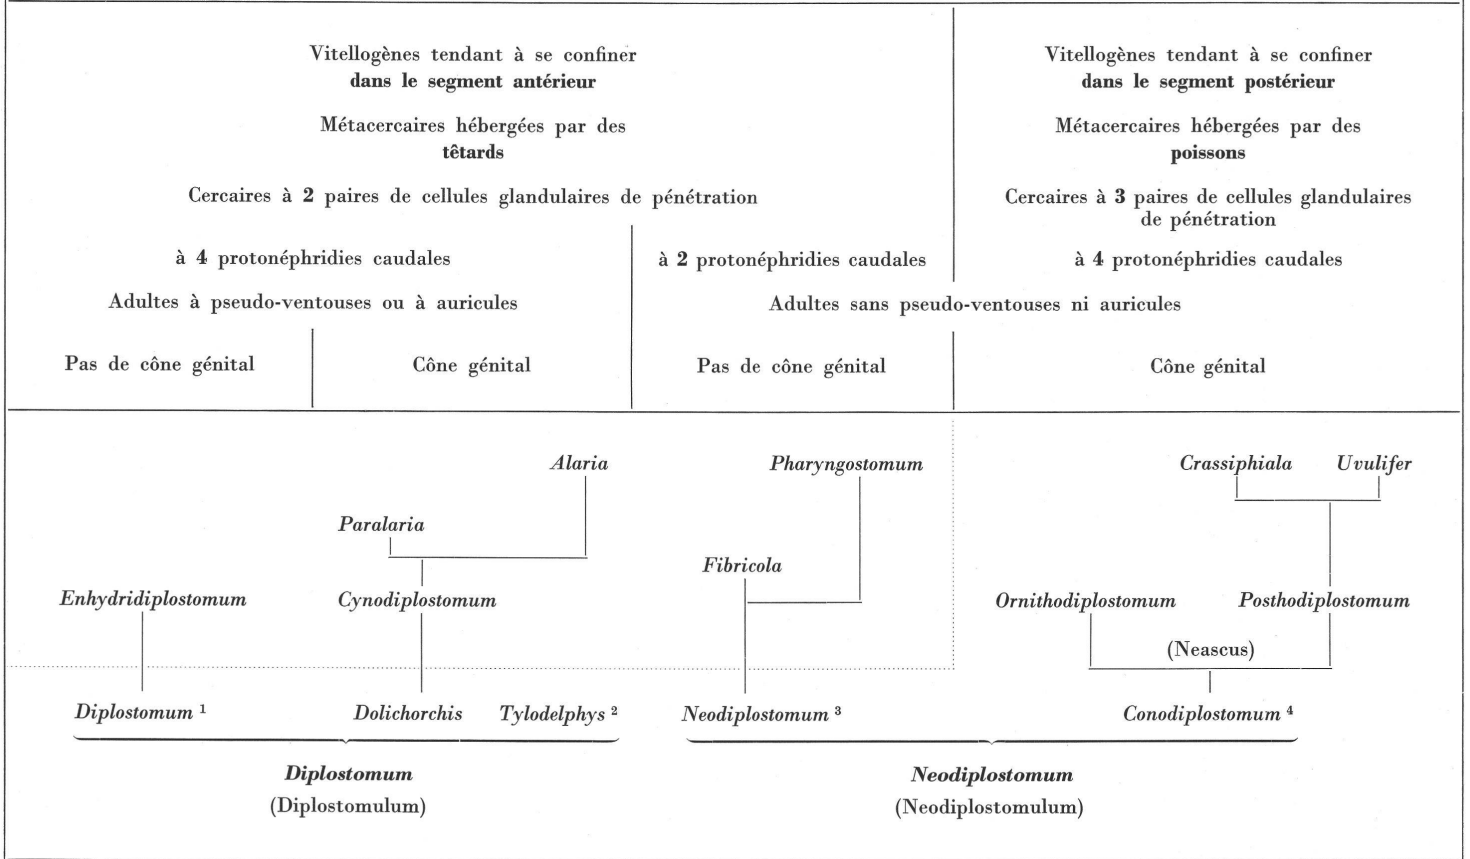 Vitellogènes tendant à se confiner
dans le segment antérieur
Métacercaires hébergées par des
têtards
Cercaires à 2 paires de cellules glandulaires de pénétration
à 4 protonéphridies caudales
à 2 protonéphridies caudales
Vitellogènes tendant à se confiner
dans le segment postérieur
Métacercaires hébergées par des
poissons
Cercaires à 3 paires de cellules glandulaires
de pénétration
à 4 protonéphridies caudales
Adultes à pseudo-ventouses ou à auricules
Adultes sans pseudo-ventouses ni auricules
Pas de cône génital
Cône génital
Pas de cône génital
Cône génital
Alaria
Pharyngostomum
Crassiphiala
Uvulifer
Paralaria
Fibricola
Enhydridiplostomum
Cynodiplostomum
Ornithodiplostomum
Posthodiplostomum
(Neascus)
Diplostomum 1
Dolichorchis
Tylodelphys 2
Neodiplostomum 3
Conodiplostomum 4
Diplostomum
(Diplostomulum)
Neodiplostomum
(Neodiplostomulum)